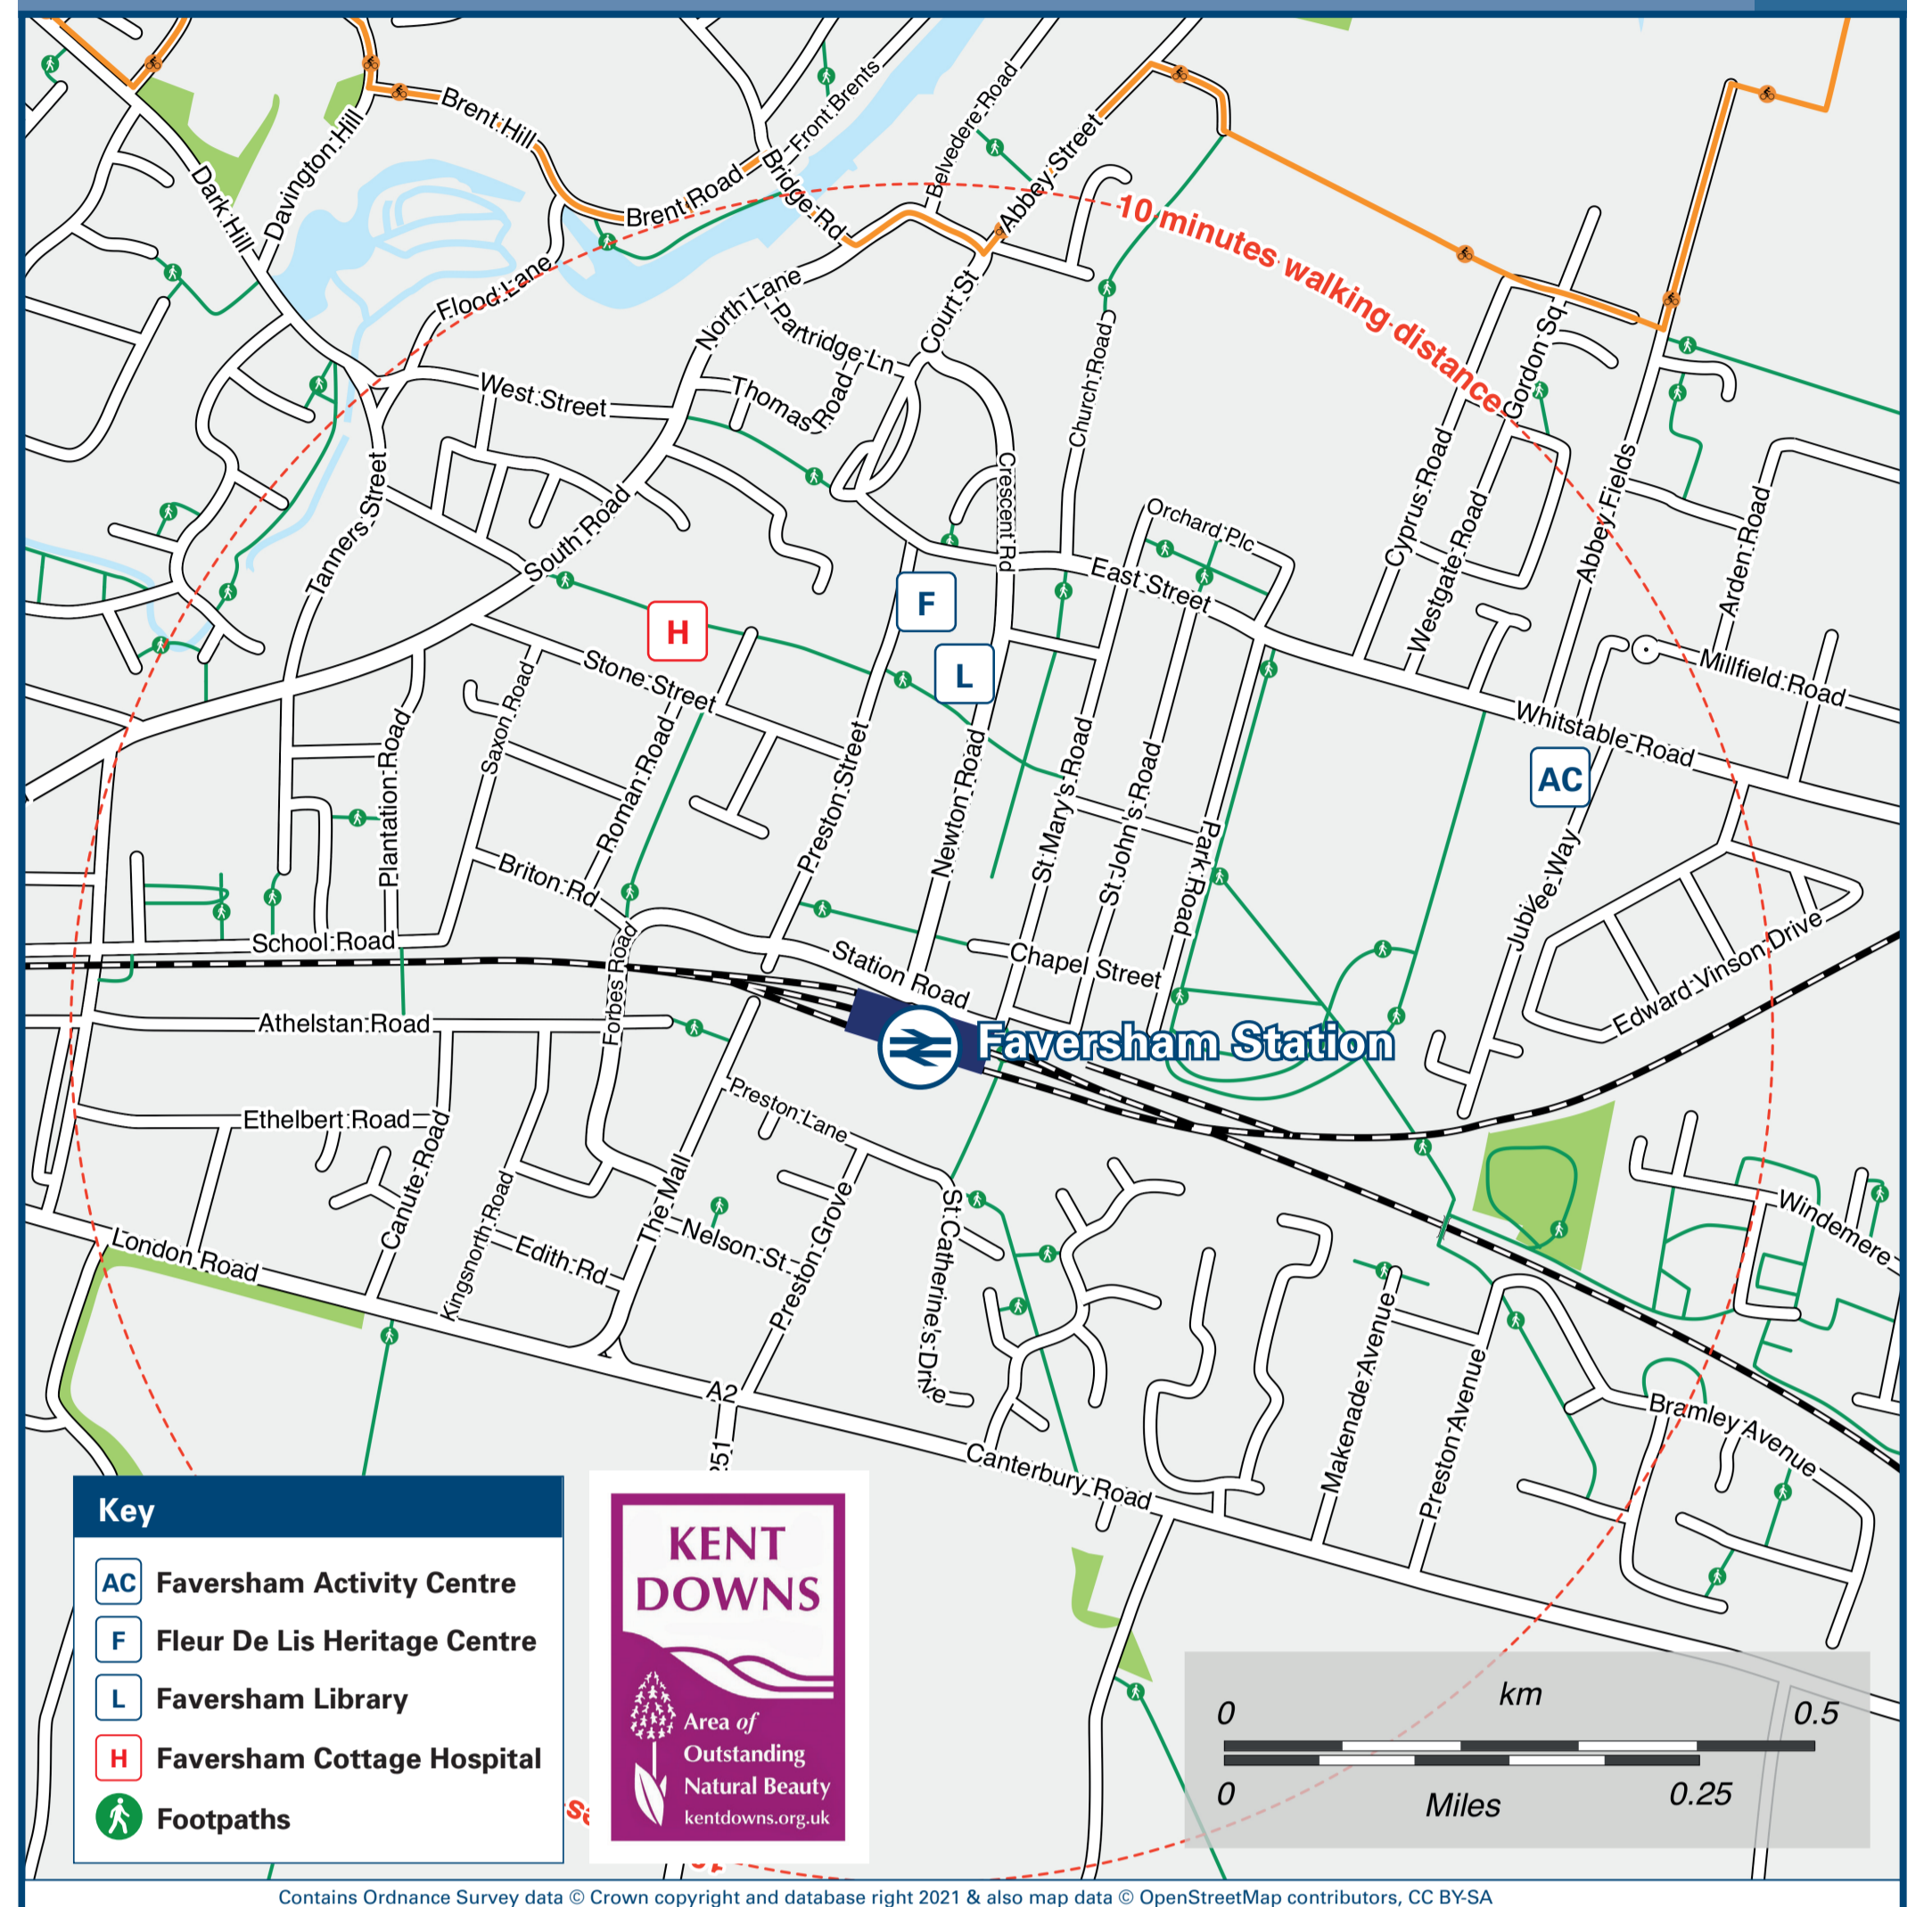 Brent Hill
Front Brents
Belvedere Road
Abbey Street
Davington Hill
Dark Hill
Brent Road
Bridge Rd
10 minutes walking distance
Flood Lane
North Lane
Court St
Partridge Ln
Gordon Sq
West Street
Thomas Road
Church Road
Crescent Rd
Tanners Street
South Road
Orchard Plc
Cyprus Road
Westgate Road
Abbey Fields
Arden Road
East Street
F
H
L
Stone Street
Saxon Road
Millfield Road
Whitstable Road
AC
Plantation Road
Roman Road
Preston Street
Newton Road
St Mary's Road
St John's Road
Park Road
Jubilee Way
Briton Rd
School Road
Forbes Road
Station Road
Chapel Street
Edward Vinson Drive
Athelstan Road
Faversham Station
Ethelbert Road
Preston Lane
Canute Road
Kingsnorth Road
The Mall
Nelson St
Preston Grove
St Catherine's Drive
Windemere
London Road
Edith Rd
A2
Makenade Avenue
Preston Avenue
Bramley Avenue
Canterbury Road
Key
AC Faversham Activity Centre
F Fleur De Lis Heritage Centre
L Faversham Library
H Faversham Cottage Hospital
Footpaths
KENT
DOWNS
Area of
Outstanding
Natural Beauty
kentdowns.org.uk
km
0 0.5
0 0.25
Miles
Contains Ordnance Survey data © Crown copyright and database right 2021 & also map data © OpenStreetMap contributors, CC BY-SA